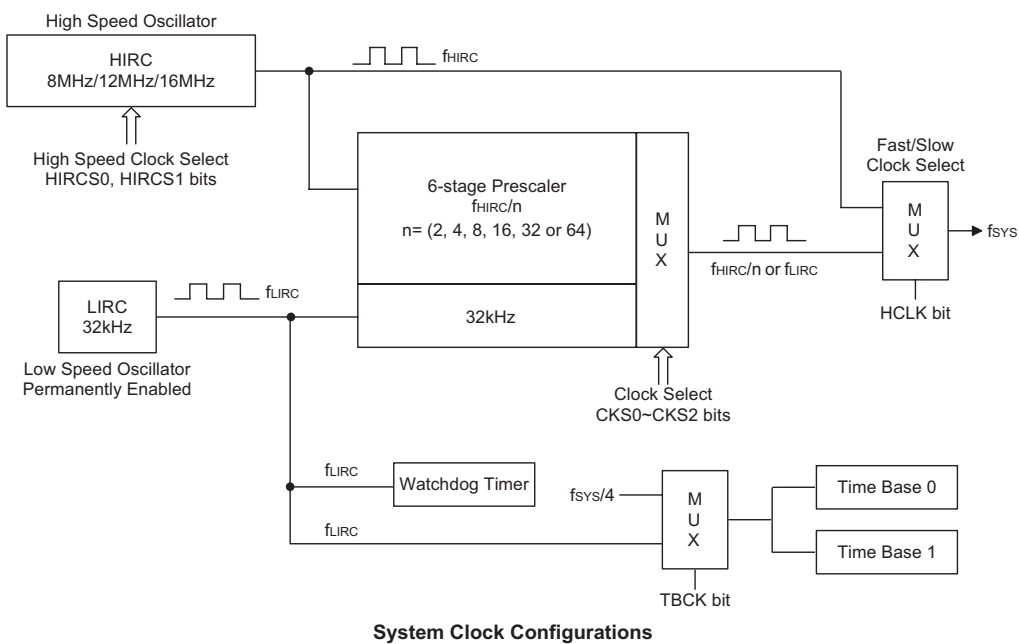 High Speed Oscillator
HIRC
8MHz/12MHz/16MHz
fHIRC
High Speed Clock Select
HIRCS0, HIRCS1 bits
Fast/Slow
Clock Select
6-stage Prescaler
fHIRC/n
n= (2, 4, 8, 16, 32 or 64)
M
U
X
M
U
X
fSYS
fHIRC/n or fLIRC
HCLK bit
LIRC
32kHz
fLIRC
32kHz
Low Speed Oscillator
Permanently Enabled
Clock Select
CKS0~CKS2 bits
fLIRC
Watchdog Timer
fLIRC
fSYS/4
M
U
X
TBCK bit
Time Base 0
Time Base 1
System Clock Configurations